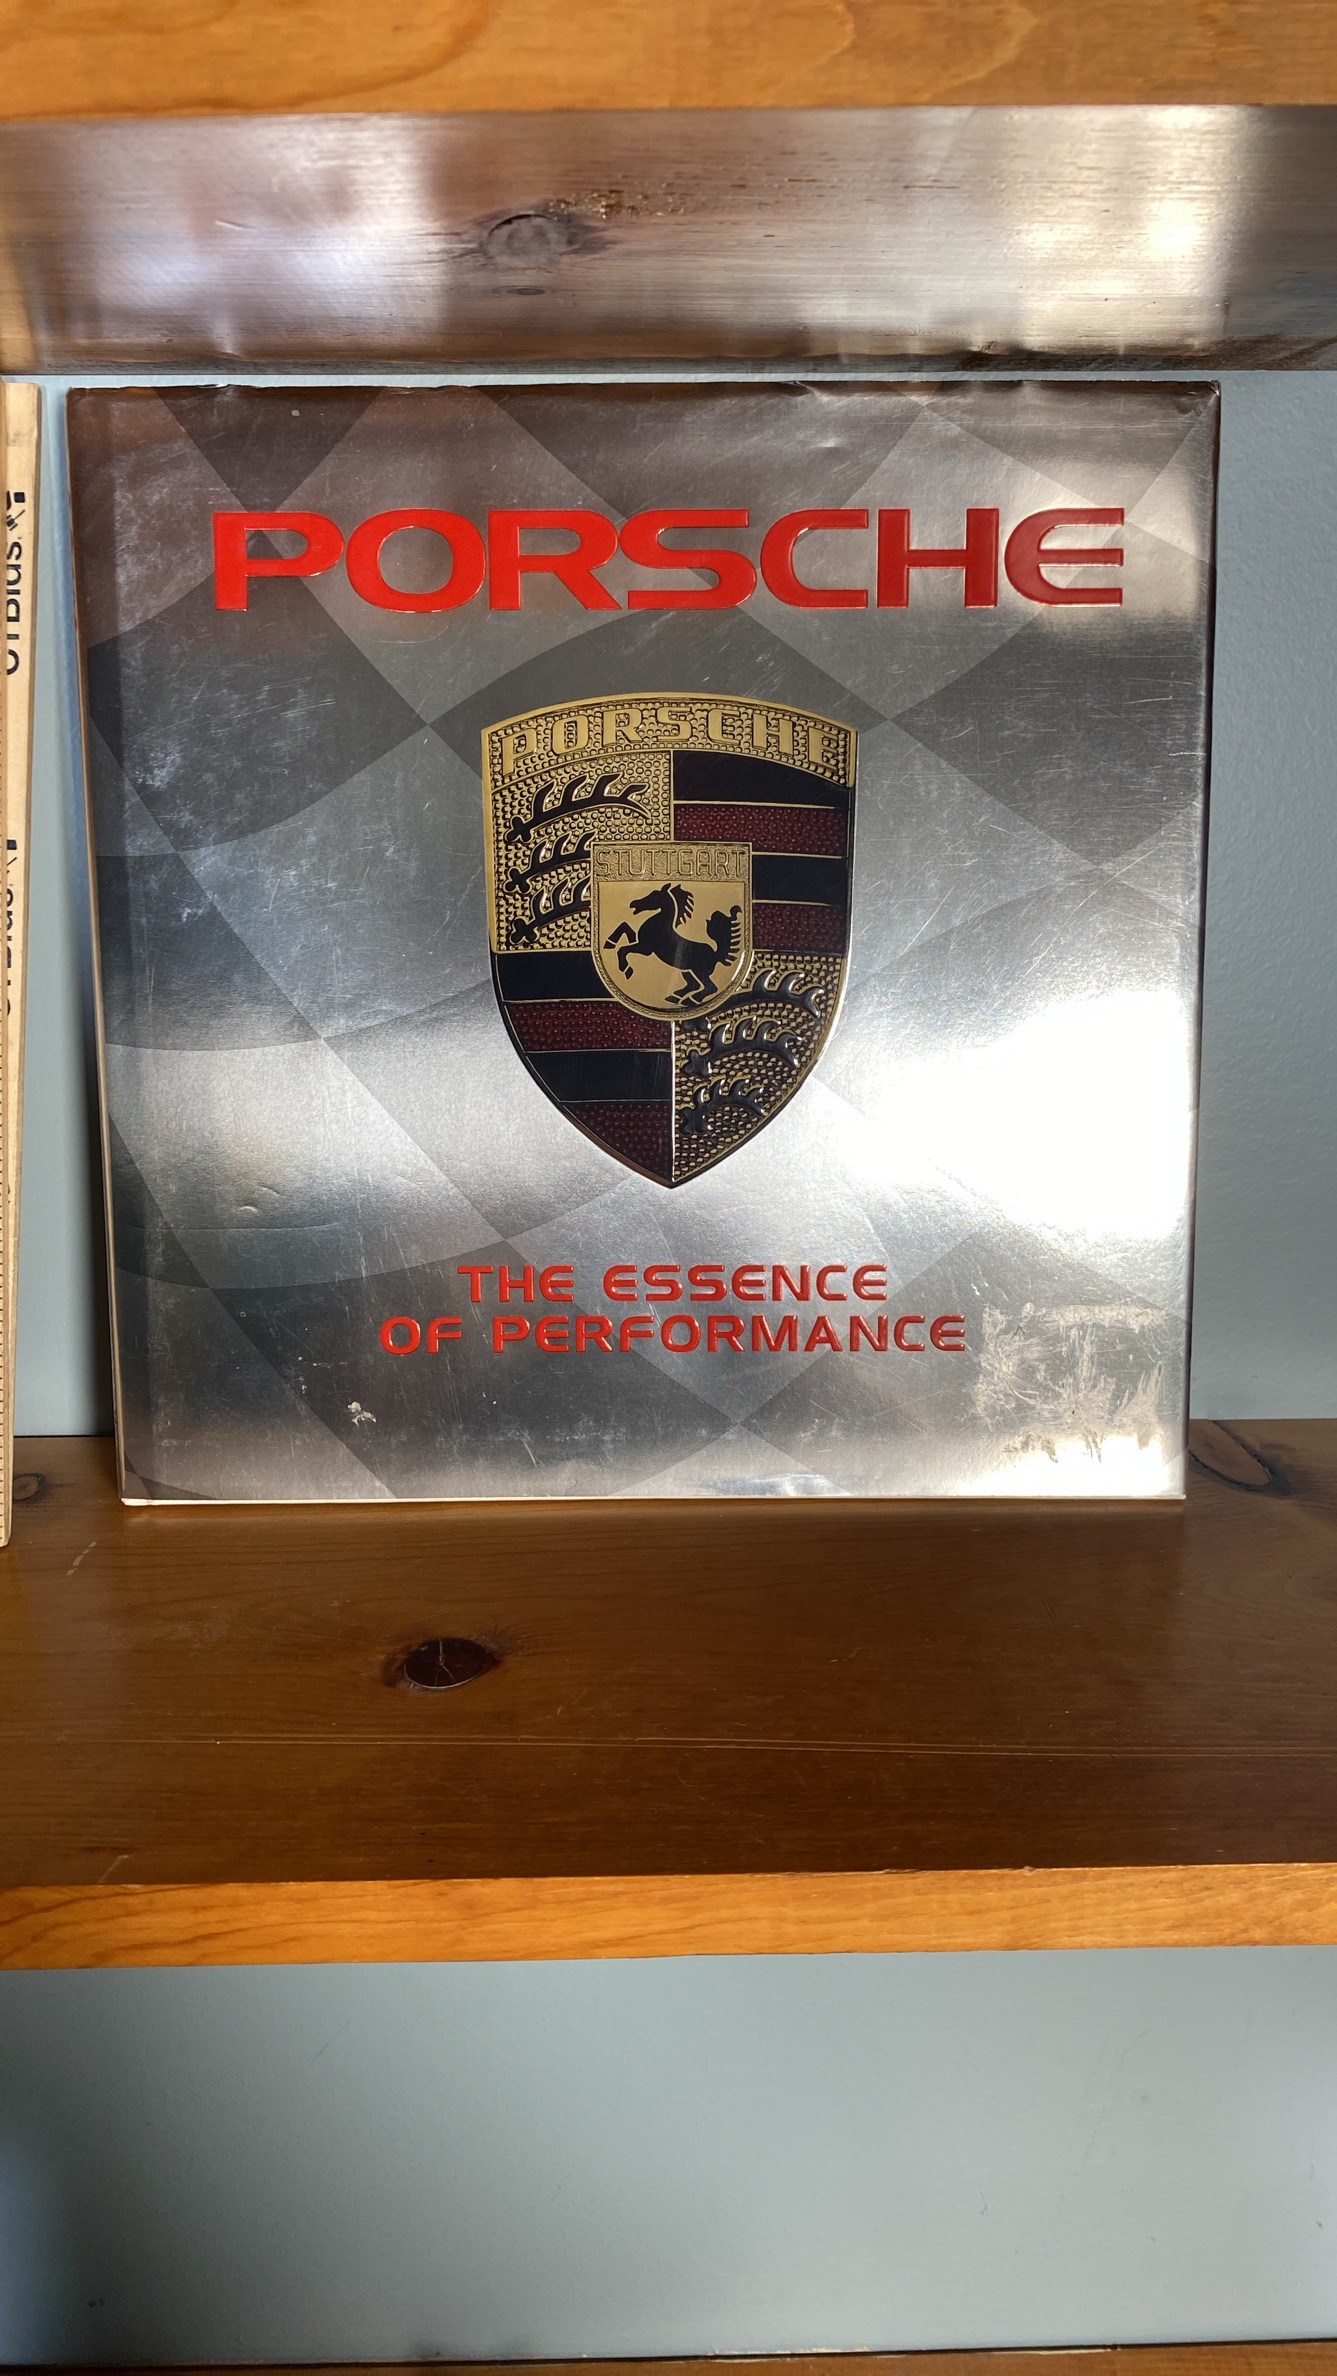 PORSCHE
PORSCHE
STUTTGART
THE ESSENCE
OF PERFORMANCE